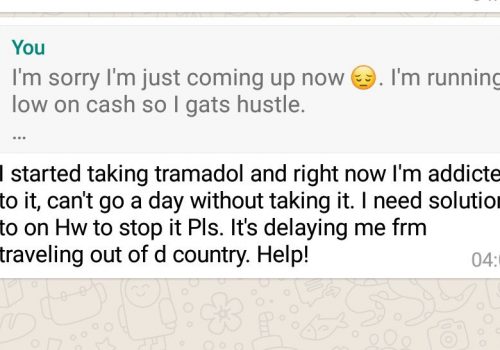 You
I'm sorry I'm just coming up now 😔. I'm running
low on cash so I gats hustle.
...
I started taking tramadol and right now I'm addicte
to it, can't go a day without taking it. I need solution
to on Hw to stop it Pls. It's delaying me frm
traveling out of d country. Help!
04: